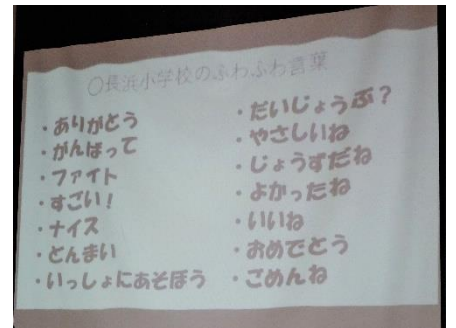 ○長浜小学校のふわふわ言葉
・ありがとう
・がんばって
・ファイト
・すごい！
・ナイス
・どんまい
・いっしょにあそぼう
・だいじょうぶ？
・やさしいね
・じょうずだね
・よかったね
・いいね
・おめでとう
・ごめんね